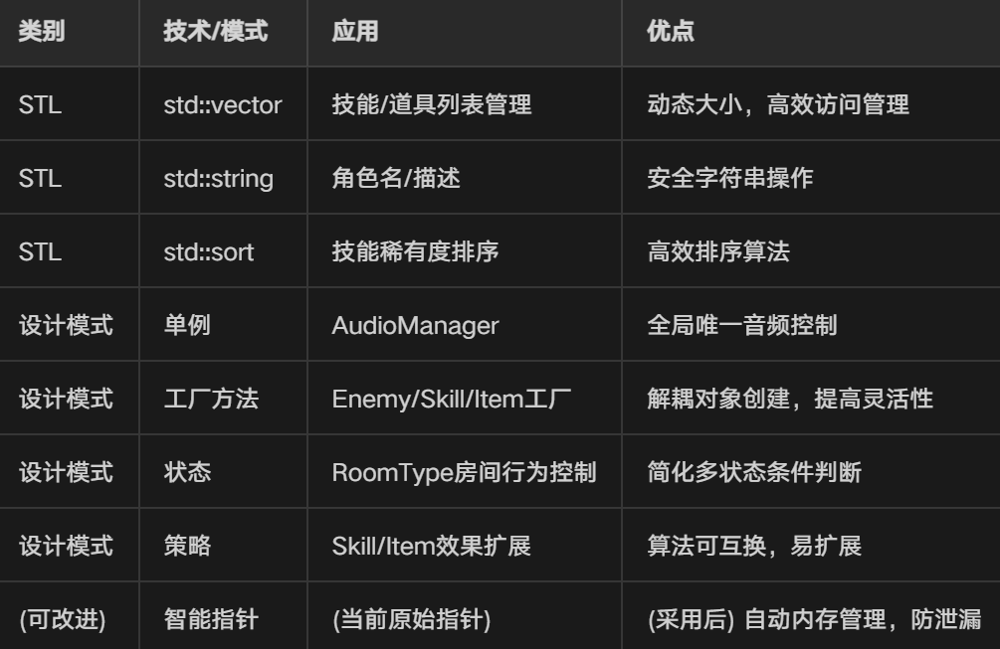 类别 技术/模式 应用 优点
STL std::vector 技能/道具列表管理 动态大小，高效访问管理
STL std::string 角色名/描述 安全字符串操作
STL std::sort 技能稀有度排序 高效排序算法
设计模式 单例 AudioManager 全局唯一音频控制
设计模式 工厂方法 Enemy/Skill/Item工厂 解耦对象创建，提高灵活性
设计模式 状态 RoomType房间行为控制 简化多状态条件判断
设计模式 策略 Skill/Item效果扩展 算法可互换，易扩展
(可改进) 智能指针 (当前原始指针) (采用后) 自动内存管理，防泄漏